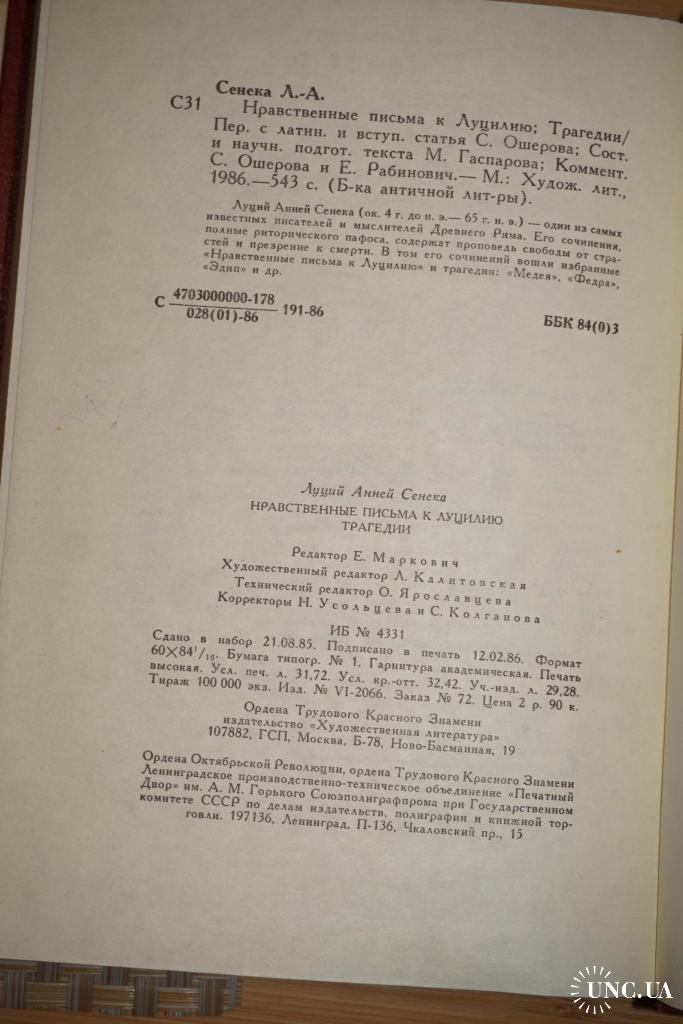 Сенека Л.-А.
С31 Нравственные письма к Луцилию; Трагедии/
Пер. с латин. и вступ. статья С. Ошерова; Сост.
и научн. подгот. текста М. Гаспарова; Коммент.
С. Ошерова и Е. Рабинович.— М.: Худож. лит.,
1986.—543 с. (Б-ка античной лит-ры).
Луций Анней Сенека (ок. 4 г. до н. э.— 65 г. н. э.) — один из самых
известных писателей и мыслителей Древнего Рима. Его сочинения,
полные риторического пафоса, содержат проповедь свободы от стра-
стей и презрение к смерти. В том его сочинений вошли избранные
«Нравственные письма к Луцилию» и трагедии: «Медея», «Федра»,
«Эдип» и др.
С 4703000000-178
028(01)-86 191-86
ББК 84(0)3
Луций Анней Сенека
НРАВСТВЕННЫЕ ПИСЬМА К ЛУЦИЛИЮ
ТРАГЕДИИ
Редактор Е. Маркович
Художественный редактор Л. Калитовская
Технический редактор О. Ярославцева
Корректоры Н. Усольцева и С. Колганова
ИБ № 4331
Сдано в набор 21.08.85. Подписано в печать 12.02.86. Формат
60×84¹/₁₆. Бумага типогр. № 1. Гарнитура академическая. Печать
высокая. Усл. печ. л. 31,72. Усл. кр.-отт. 32,42. Уч.-изд. л. 29,28.
Тираж 100 000 экз. Изд. № VI-2066. Заказ № 72. Цена 2 р. 90 к.
Ордена Трудового Красного Знамени
издательство «Художественная литература»
107882, ГСП, Москва, Б-78, Ново-Басманная, 19
Ордена Октябрьской Революции, ордена Трудового Красного Знамени
Ленинградское производственно-техническое объединение «Печатный
Двор» им. А. М. Горького Союзполиграфпрома при Государственном
комитете СССР по делам издательств, полиграфии и книжной тор-
говли. 197136, Ленинград, П-136, Чкаловский пр., 15
UNC.UA